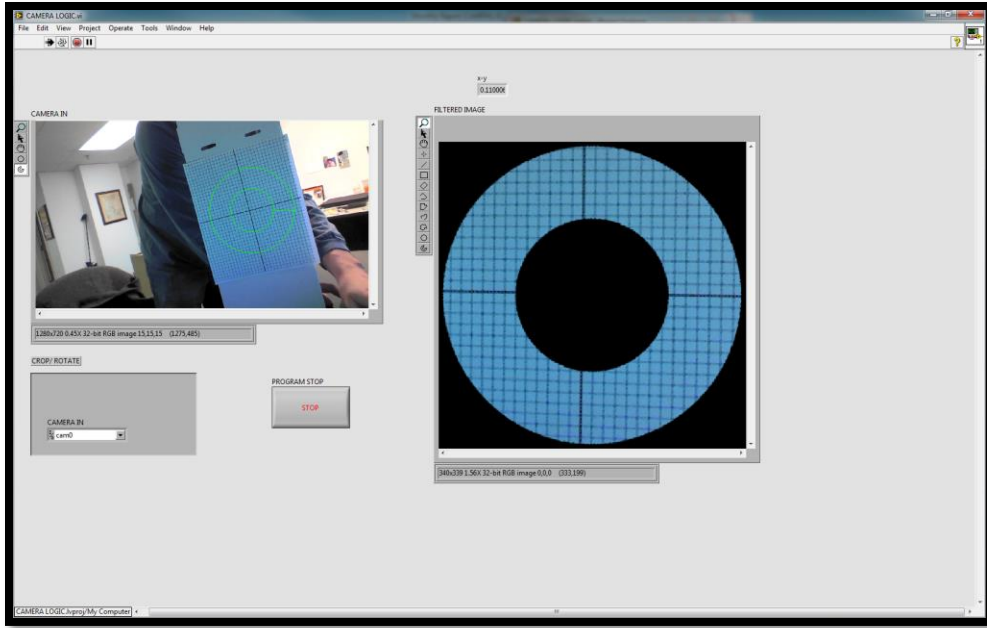 CAMERA LOGIC.vi
File Edit View Project Operate Tools Window Help
x-y
CAMERA IN
FILTERED IMAGE
1280x720 0.45X 32-bit RGB image 15,15,15 (1275,485)
CROP/ ROTATE
PROGRAM STOP
STOP
CAMERA IN
cam0
340x339 1.56X 32-bit RGB image 0,0,0 (333,199)
CAMERA LOGIC.lvproj/My Computer